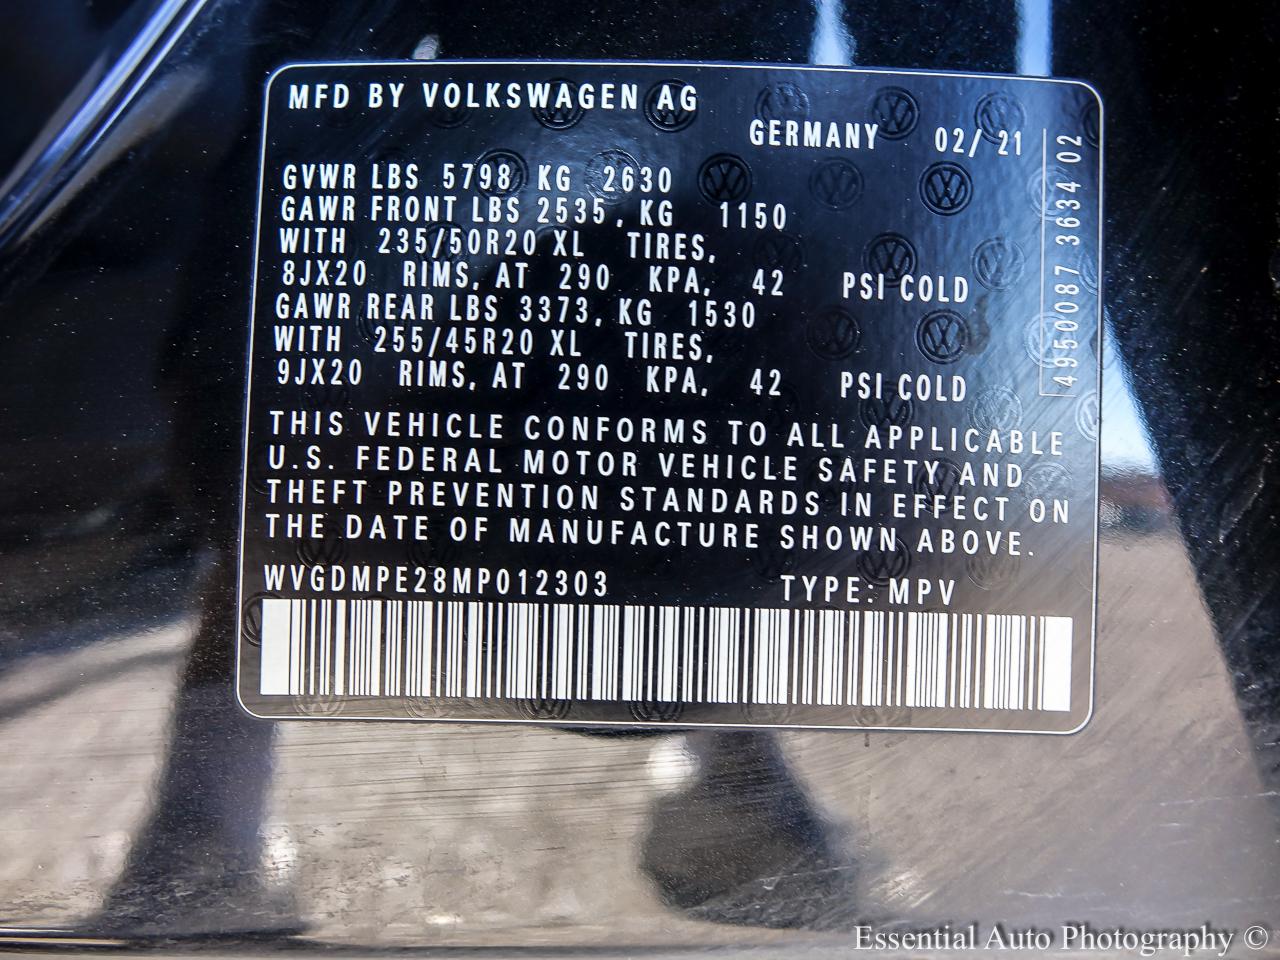 MFD BY VOLKSWAGEN AG
GERMANY 02/ 21
GVWR LBS 5798 KG 2630
GAWR FRONT LBS 2535, KG 1150
WITH 235/50R20 XL TIRES,
8JX20 RIMS, AT 290 KPA, 42 PSI COLD
GAWR REAR LBS 3373, KG 1530
WITH 255/45R20 XL TIRES,
9JX20 RIMS, AT 290 KPA, 42 PSI COLD
THIS VEHICLE CONFORMS TO ALL APPLICABLE
U.S. FEDERAL MOTOR VEHICLE SAFETY AND
THEFT PREVENTION STANDARDS IN EFFECT ON
THE DATE OF MANUFACTURE SHOWN ABOVE.
WVGDMPE28MP012303 TYPE: MPV
4950087 3634 02
Essential Auto Photography ©